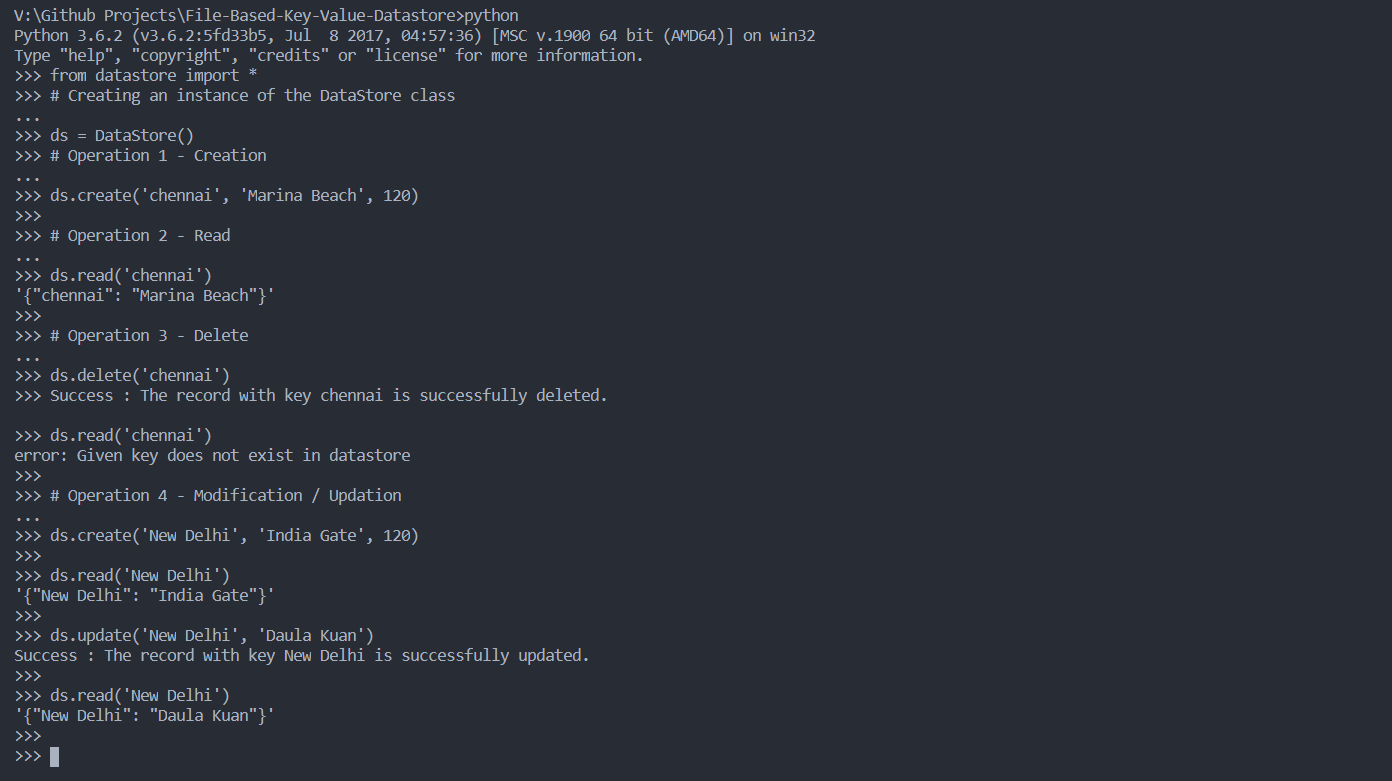 V:\Github Projects\File-Based-Key-Value-Datastore>python
Python 3.6.2 (v3.6.2:5fd33b5, Jul  8 2017, 04:57:36) [MSC v.1900 64 bit (AMD64)] on win32
Type "help", "copyright", "credits" or "license" for more information.
>>> from datastore import *
>>> # Creating an instance of the DataStore class
...
>>> ds = DataStore()
>>> # Operation 1 - Creation
...
>>> ds.create('chennai', 'Marina Beach', 120)
>>>
>>> # Operation 2 - Read
...
>>> ds.read('chennai')
'{"chennai": "Marina Beach"}'
>>>
>>> # Operation 3 - Delete
...
>>> ds.delete('chennai')
>>> Success : The record with key chennai is successfully deleted.

>>> ds.read('chennai')
error: Given key does not exist in datastore
>>>
>>> # Operation 4 - Modification / Updation
...
>>> ds.create('New Delhi', 'India Gate', 120)
>>>
>>> ds.read('New Delhi')
'{"New Delhi": "India Gate"}'
>>>
>>> ds.update('New Delhi', 'Daula Kuan')
Success : The record with key New Delhi is successfully updated.
>>>
>>> ds.read('New Delhi')
'{"New Delhi": "Daula Kuan"}'
>>>
>>>